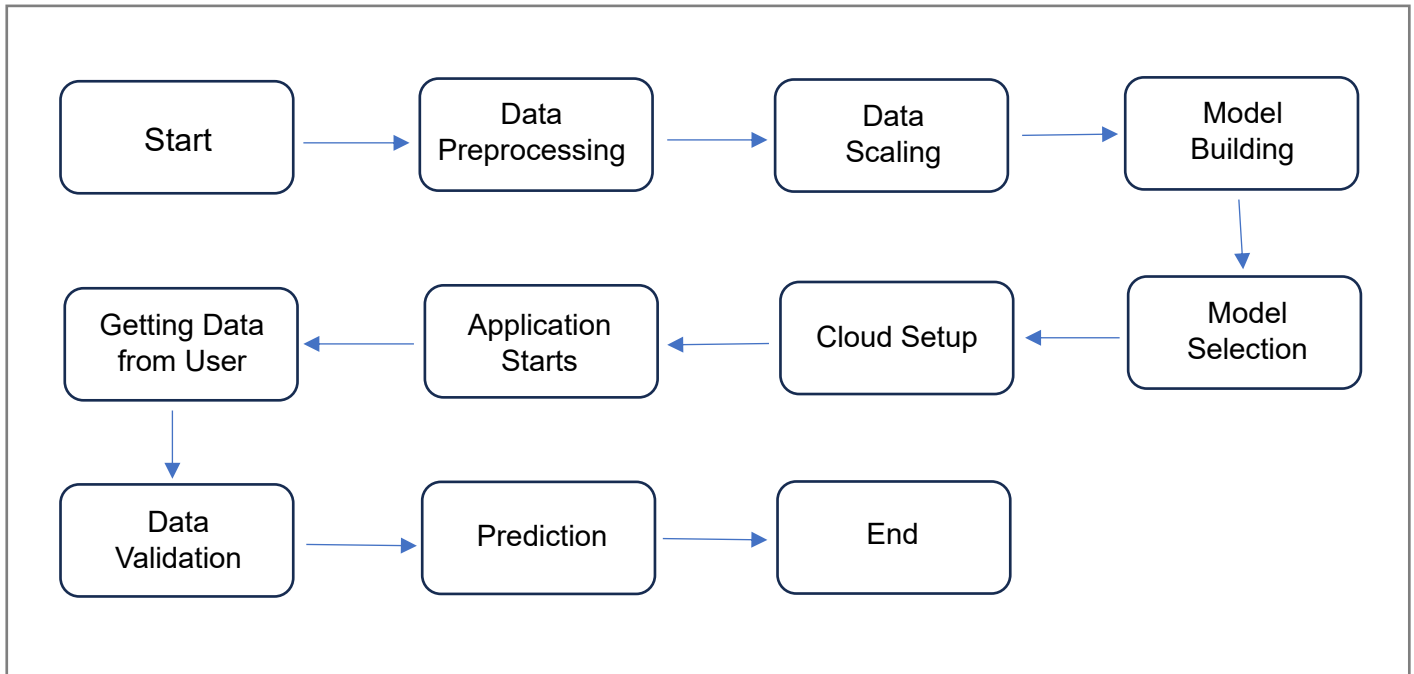 Start
Data
Preprocessing
Data
Scaling
Model
Building
Model
Selection
Cloud Setup
Application
Starts
Getting Data
from User
Data
Validation
Prediction
End